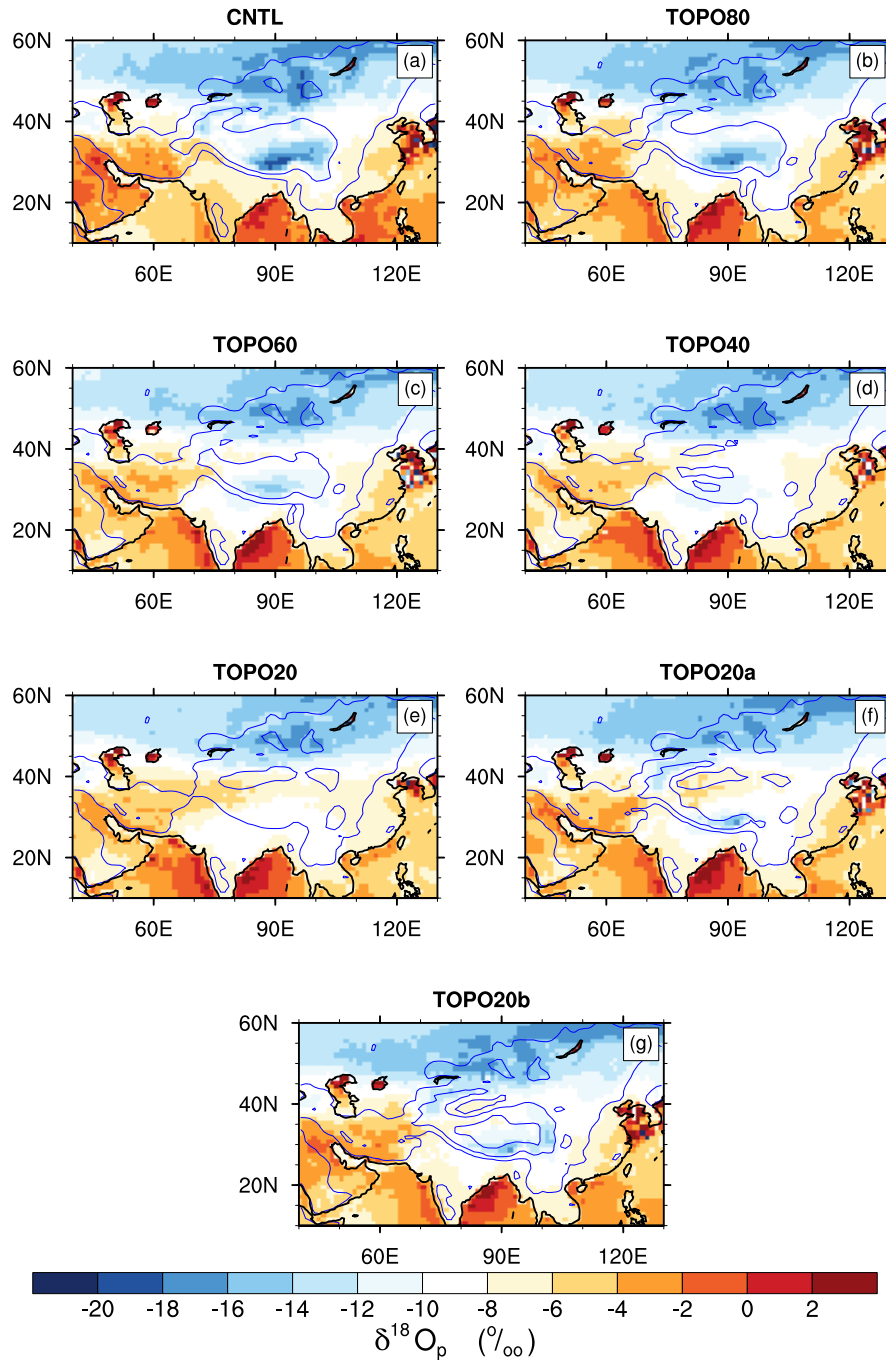 CNTL
TOPO80
60N
(a)
60N
(b)
40N
40N
20N
20N
60E
90E
120E
60E
90E
120E
TOPO60
TOPO40
60N
(c)
60N
(d)
40N
40N
20N
20N
60E
90E
120E
60E
90E
120E
TOPO20
TOPO20a
60N
(e)
60N
(f)
40N
40N
20N
20N
60E
90E
120E
60E
90E
120E
TOPO20b
60N
(g)
40N
20N
60E
90E
120E
-20 -18 -16 -14 -12 -10 -8 -6 -4 -2 0 2
δ¹⁸Oₚ (⁰/₀₀)